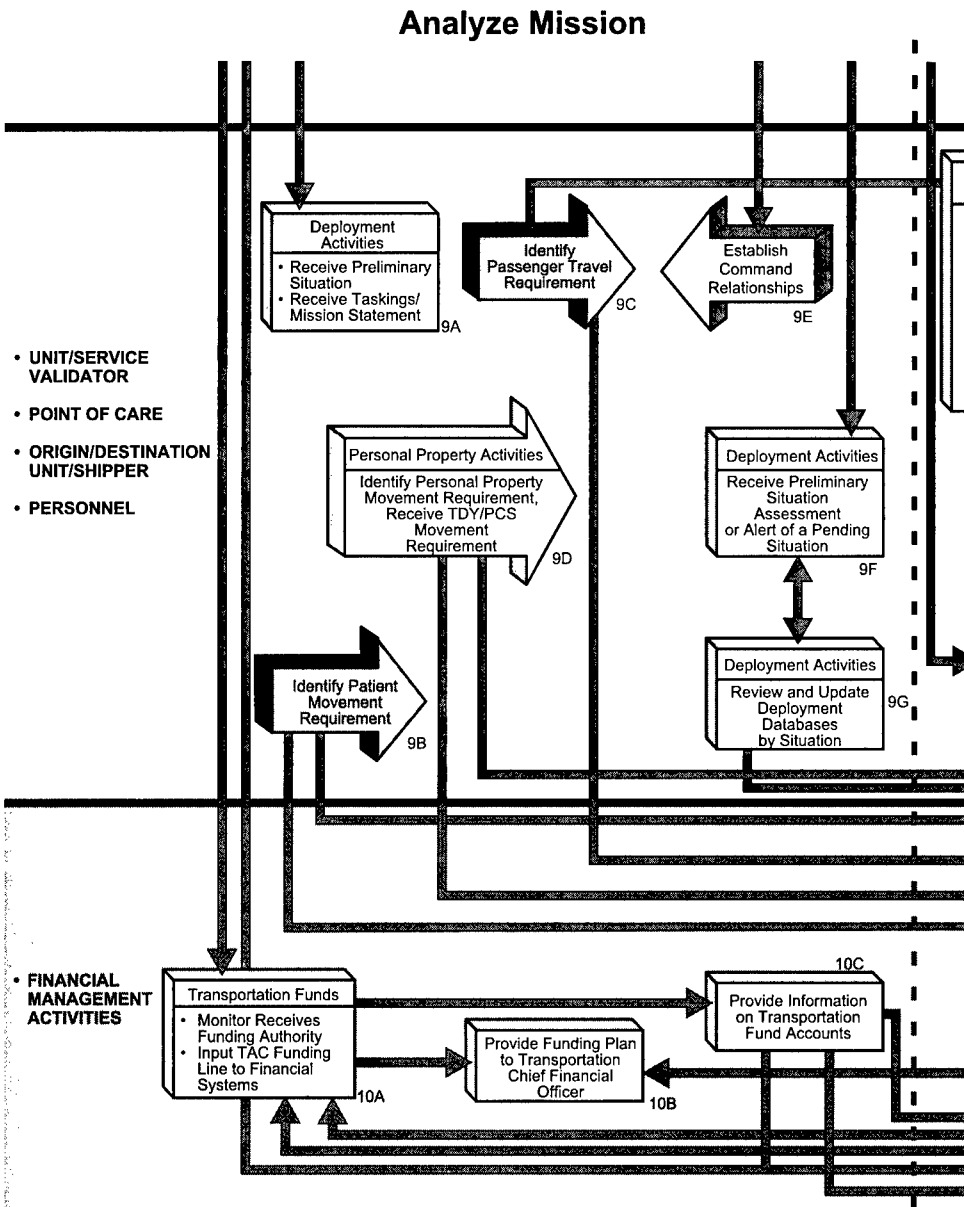 Analyze Mission
Deployment
Activities
• Receive Preliminary
Situation
• Receive Taskings/
Mission Statement
9A
Identify
Passenger Travel
Requirement
9C
Establish
Command
Relationships
9E
• UNIT/SERVICE
VALIDATOR
• POINT OF CARE
• ORIGIN/DESTINATION
UNIT/SHIPPER
• PERSONNEL
Personal Property Activities
Identify Personal Property
Movement Requirement,
Receive TDY/PCS
Movement
Requirement
9D
Deployment Activities
Receive Preliminary
Situation
Assessment
or Alert of a Pending
Situation
9F
Identify Patient
Movement
Requirement
9B
Deployment Activities
Review and Update
Deployment
Databases
by Situation
9G
• FINANCIAL
MANAGEMENT
ACTIVITIES
Transportation Funds
• Monitor Receives
Funding Authority
• Input TAC Funding
Line to Financial
Systems
10A
Provide Funding Plan
to Transportation
Chief Financial
Officer
10B
10C
Provide Information
on Transportation
Fund Accounts